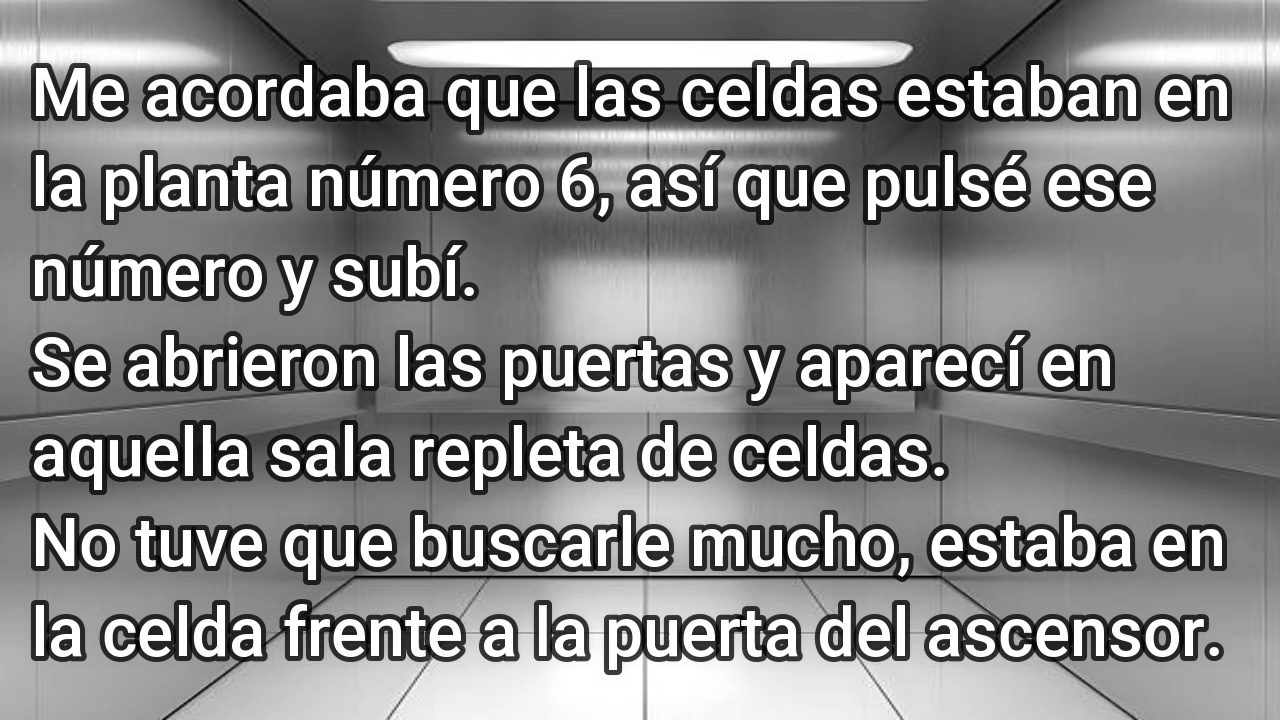 Me acordaba que las celdas estaban en
la planta número 6, así que pulsé ese
número y subí.
Se abrieron las puertas y aparecí en
aquella sala repleta de celdas.
No tuve que buscarle mucho, estaba en
la celda frente a la puerta del ascensor.